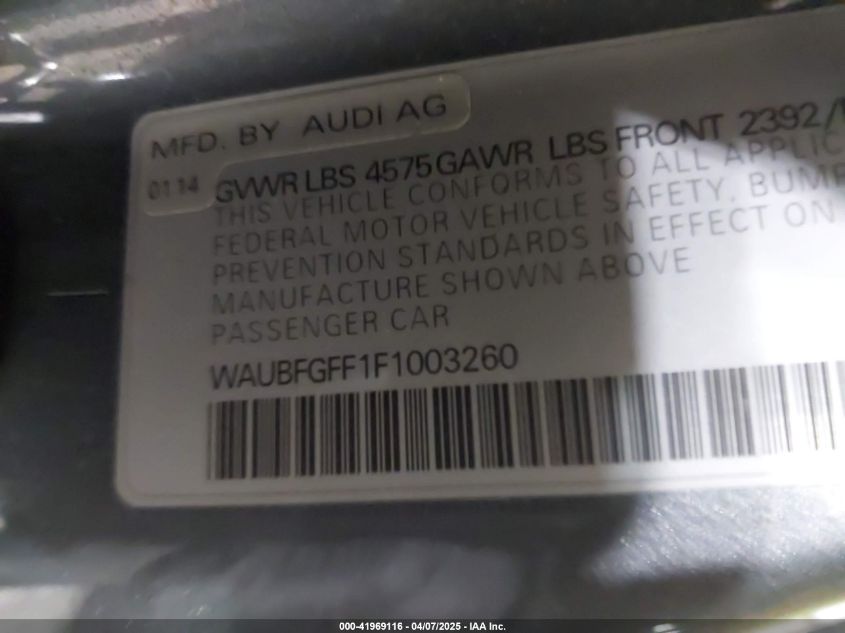 MFD. BY AUDI AG
01 14 GVWR LBS 4575 GAWR LBS FRONT 2392/
THIS VEHICLE CONFORMS TO ALL
FEDERAL MOTOR VEHICLE SAFETY,
PREVENTION STANDARDS IN EFFECT ON
MANUFACTURE SHOWN ABOVE
PASSENGER CAR
WAUBFGFF1F1003260
000-41969116 - 04/07/2025 - IAA Inc.